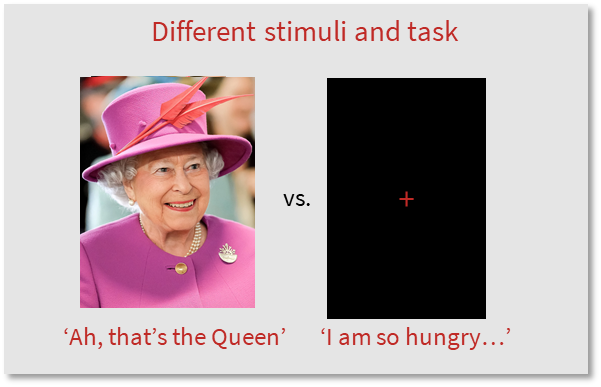 Different stimuli and task
vs.
‘Ah, that’s the Queen’
‘I am so hungry…’